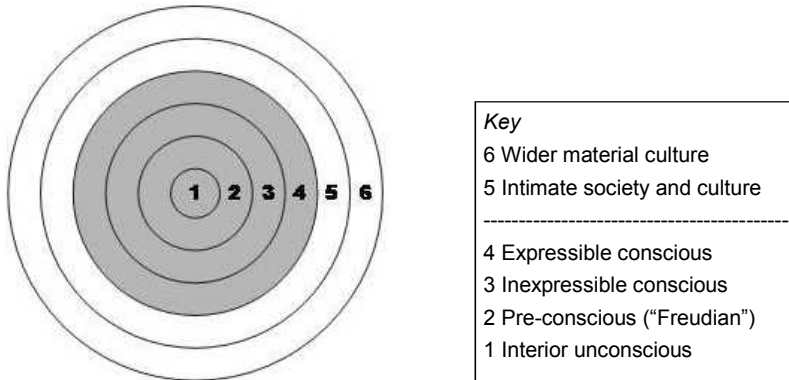 1 2 3 4 5 6
Key
6 Wider material culture
5 Intimate society and culture
--------------------------------------------
4 Expressible conscious
3 Inexpressible conscious
2 Pre-conscious (“Freudian”)
1 Interior unconscious